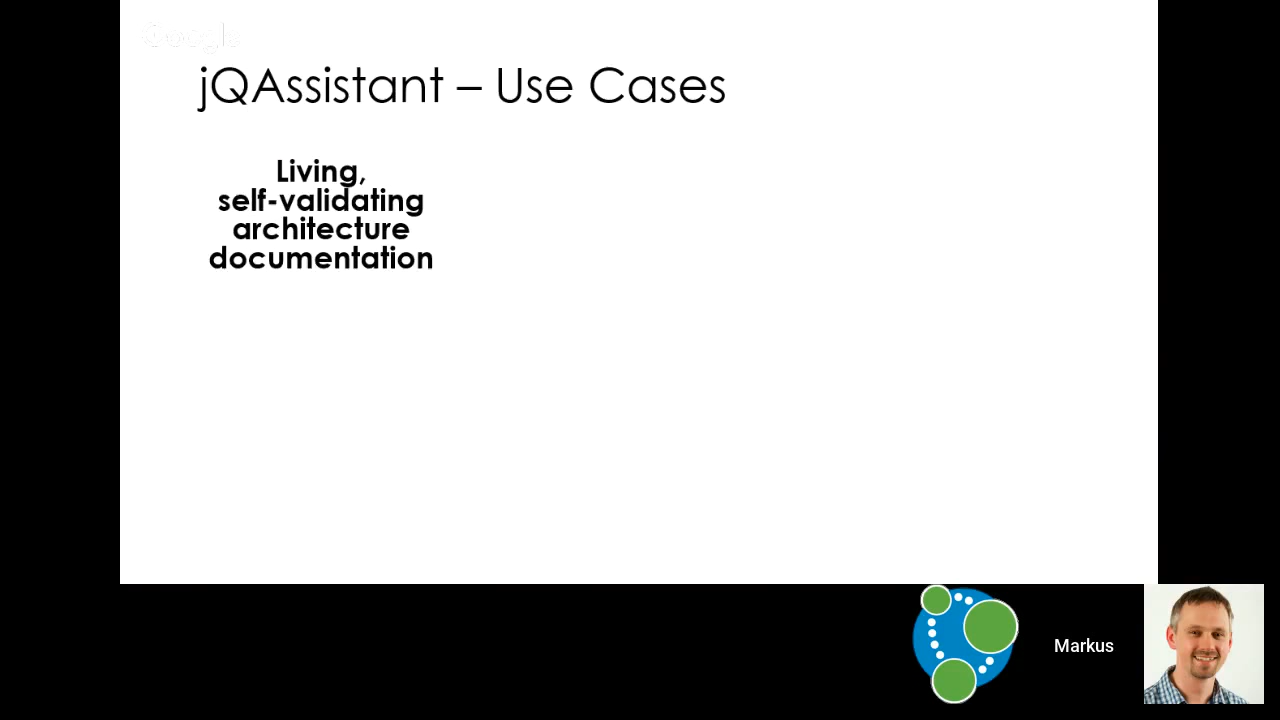 jQAssistant – Use Cases
Living,
self-validating
architecture
documentation
Markus